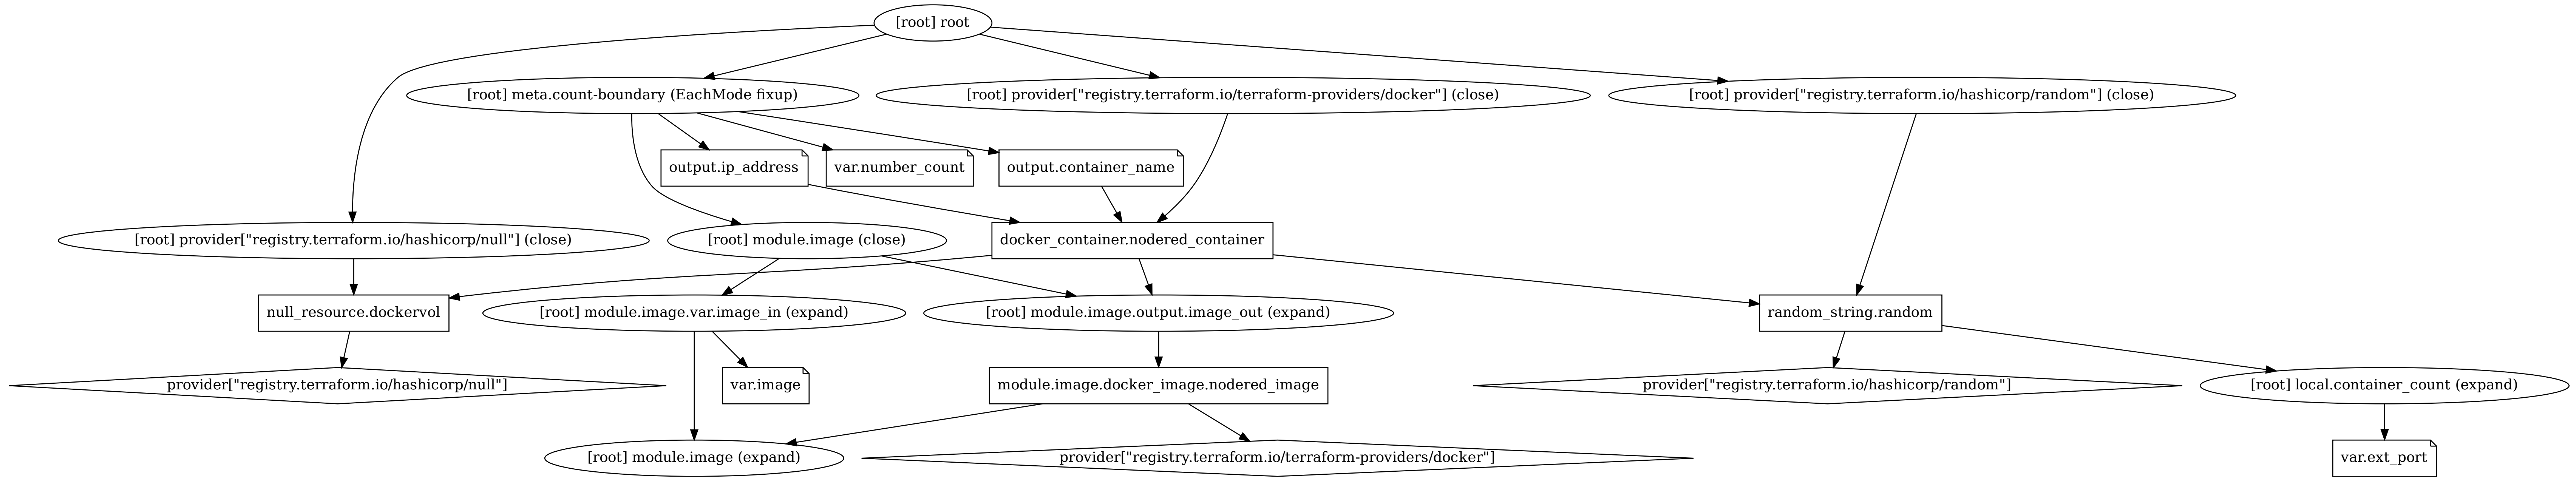 [root] root
[root] meta.count-boundary (EachMode fixup)
[root] provider["registry.terraform.io/terraform-providers/docker"] (close)
[root] provider["registry.terraform.io/hashicorp/random"] (close)
output.ip_address
var.number_count
output.container_name
[root] provider["registry.terraform.io/hashicorp/null"] (close)
[root] module.image (close)
docker_container.nodered_container
null_resource.dockervol
[root] module.image.var.image_in (expand)
[root] module.image.output.image_out (expand)
random_string.random
provider["registry.terraform.io/hashicorp/null"]
var.image
module.image.docker_image.nodered_image
provider["registry.terraform.io/hashicorp/random"]
[root] local.container_count (expand)
[root] module.image (expand)
provider["registry.terraform.io/terraform-providers/docker"]
var.ext_port